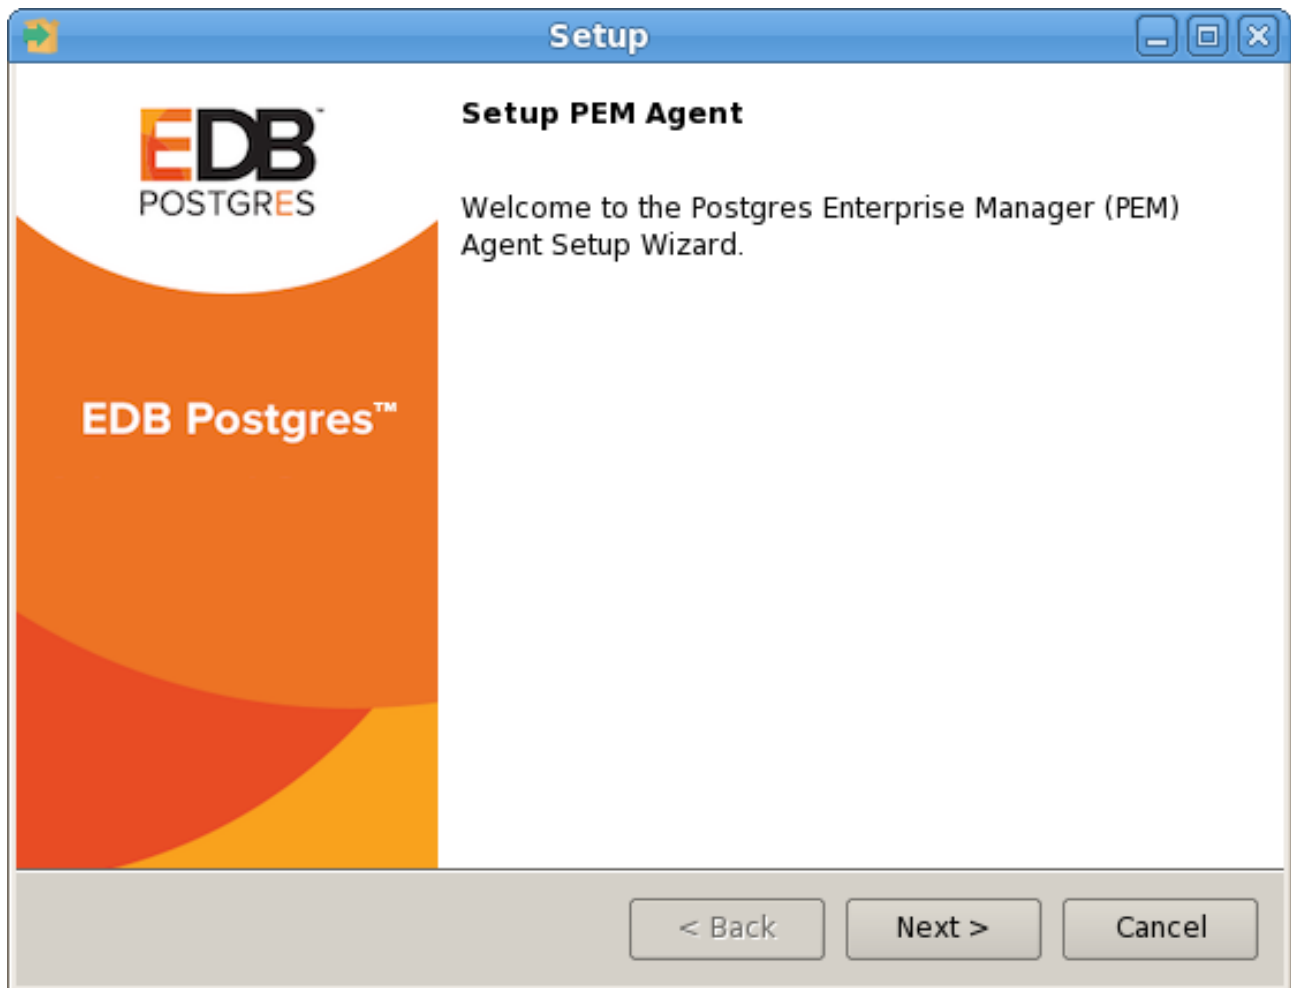 Setup
EDB™
POSTGRES
Setup PEM Agent
Welcome to the Postgres Enterprise Manager (PEM)
Agent Setup Wizard.
EDB Postgres™
< Back
Next >
Cancel